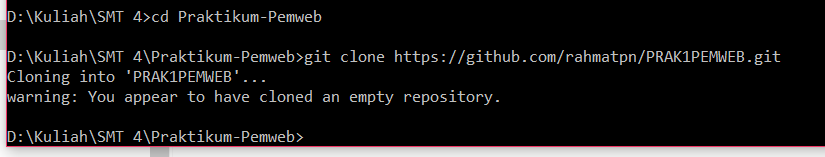 D:\Kuliah\SMT 4>cd Praktikum-Pemweb
D:\Kuliah\SMT 4\Praktikum-Pemweb>git clone https://github.com/rahmatpn/PRAK1PEMWEB.git
Cloning into 'PRAK1PEMWEB'...
warning: You appear to have cloned an empty repository.
D:\Kuliah\SMT 4\Praktikum-Pemweb>